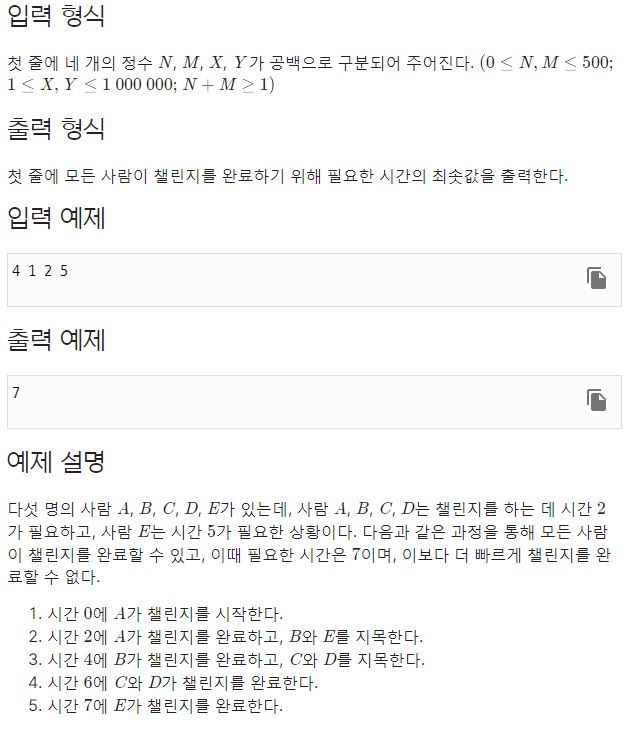 입력 형식
첫 줄에 네 개의 정수 N, M, X, Y가 공백으로 구분되어 주어진다. (0 ≤ N, M ≤ 500;
1 ≤ X, Y ≤ 1 000 000; N + M ≥ 1)
출력 형식
첫 줄에 모든 사람이 챌린지를 완료하기 위해 필요한 시간의 최솟값을 출력한다.
입력 예제
4 1 2 5
출력 예제
7
예제 설명
다섯 명의 사람 A, B, C, D, E가 있는데, 사람 A, B, C, D는 챌린지를 하는 데 시간 2
가 필요하고, 사람 E는 시간 5가 필요한 상황이다. 다음과 같은 과정을 통해 모든 사람
이 챌린지를 완료할 수 있고, 이때 필요한 시간은 7이며, 이보다 더 빠르게 챌린지를 완
료할 수 없다.
1. 시간 0에 A가 챌린지를 시작한다.
2. 시간 2에 A가 챌린지를 완료하고, B와 E를 지목한다.
3. 시간 4에 B가 챌린지를 완료하고, C와 D를 지목한다.
4. 시간 6에 C와 D가 챌린지를 완료한다.
5. 시간 7에 E가 챌린지를 완료한다.